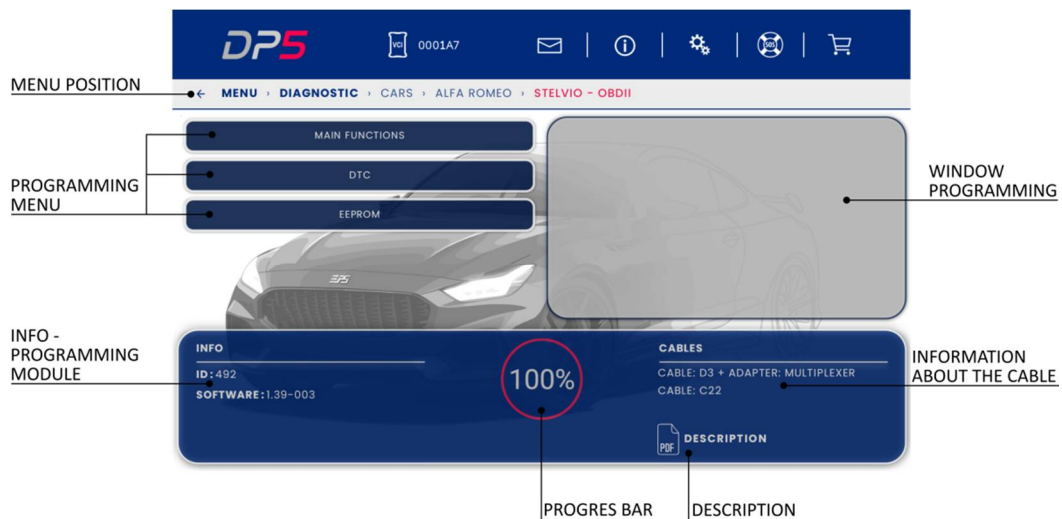 DP5
VCI
0001A7
SOS
MENU POSITION
← MENU › DIAGNOSTIC › CARS › ALFA ROMEO › STELVIO - OBDII
PROGRAMMING
MENU
MAIN FUNCTIONS
DTC
EEPROM
WINDOW
PROGRAMMING
INFO -
PROGRAMMING
MODULE
INFO
ID: 492
SOFTWARE: 1.39-003
100%
CABLES
CABLE: D3 + ADAPTER: MULTIPLEXER
CABLE: C22
PDF
DESCRIPTION
INFORMATION
ABOUT THE CABLE
PROGRES BAR
DESCRIPTION